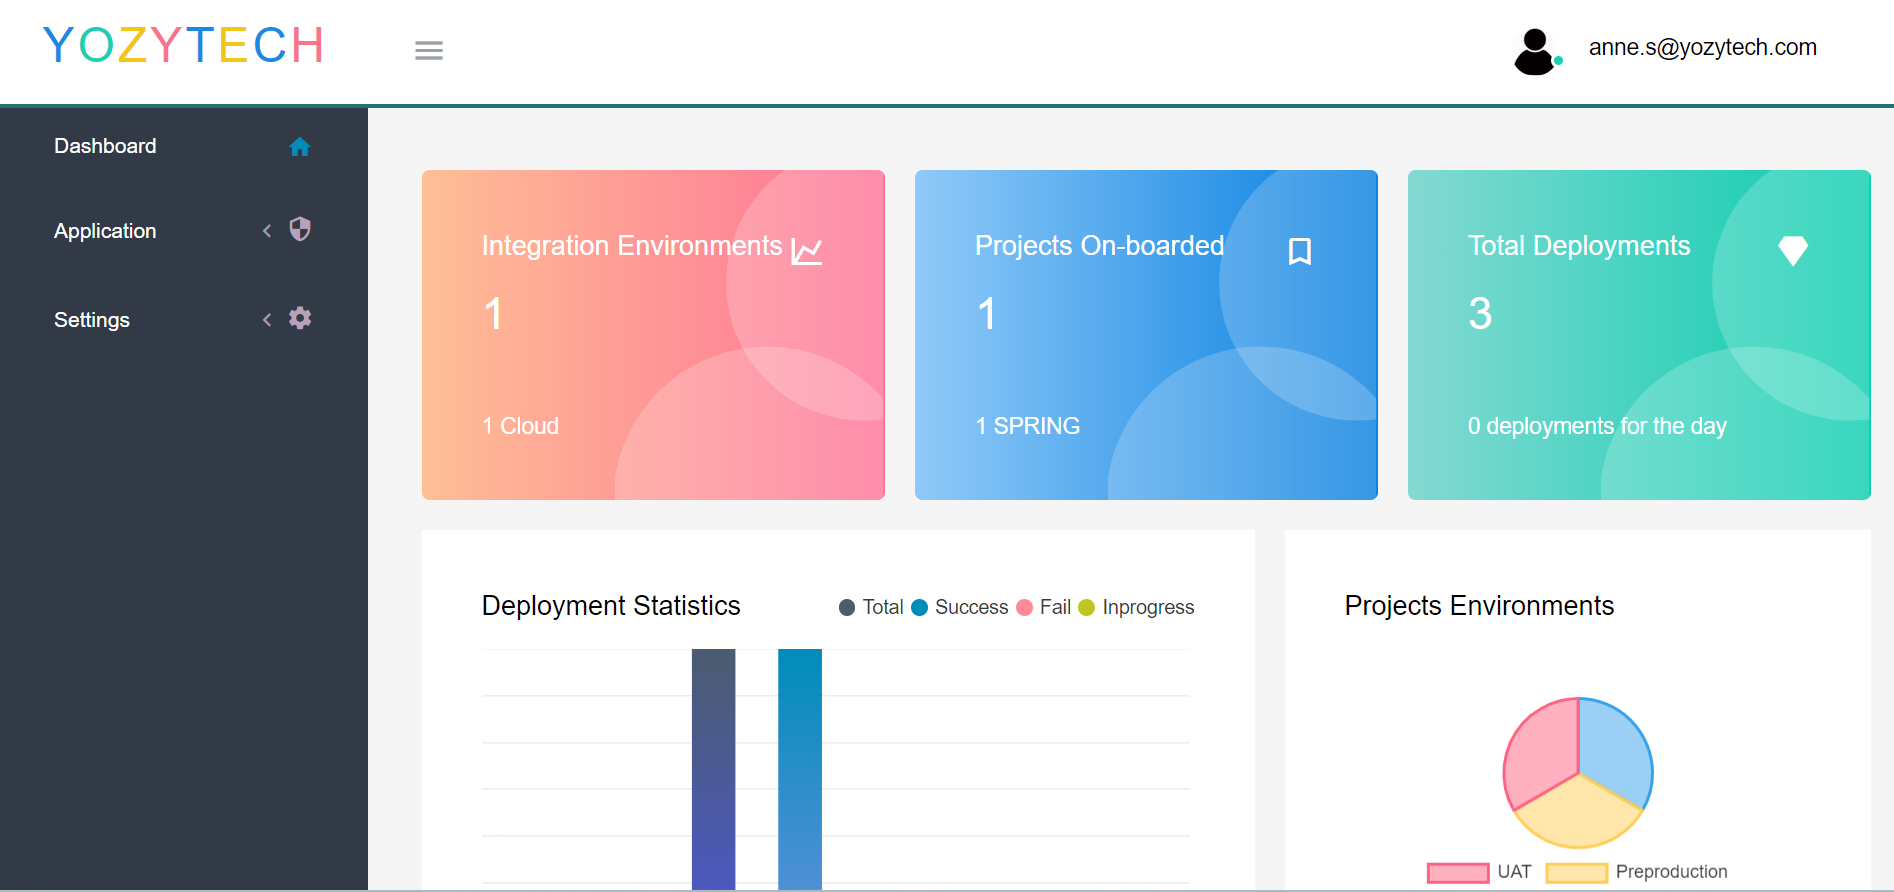 YOZYTECH
anne.s@yozytech.com
Dashboard
Application
Settings
Integration Environments
1
1 Cloud
Projects On-boarded
1
1 SPRING
Total Deployments
3
0 deployments for the day
Deployment Statistics
Total Success Fail Inprogress
Projects Environments
UAT Preproduction